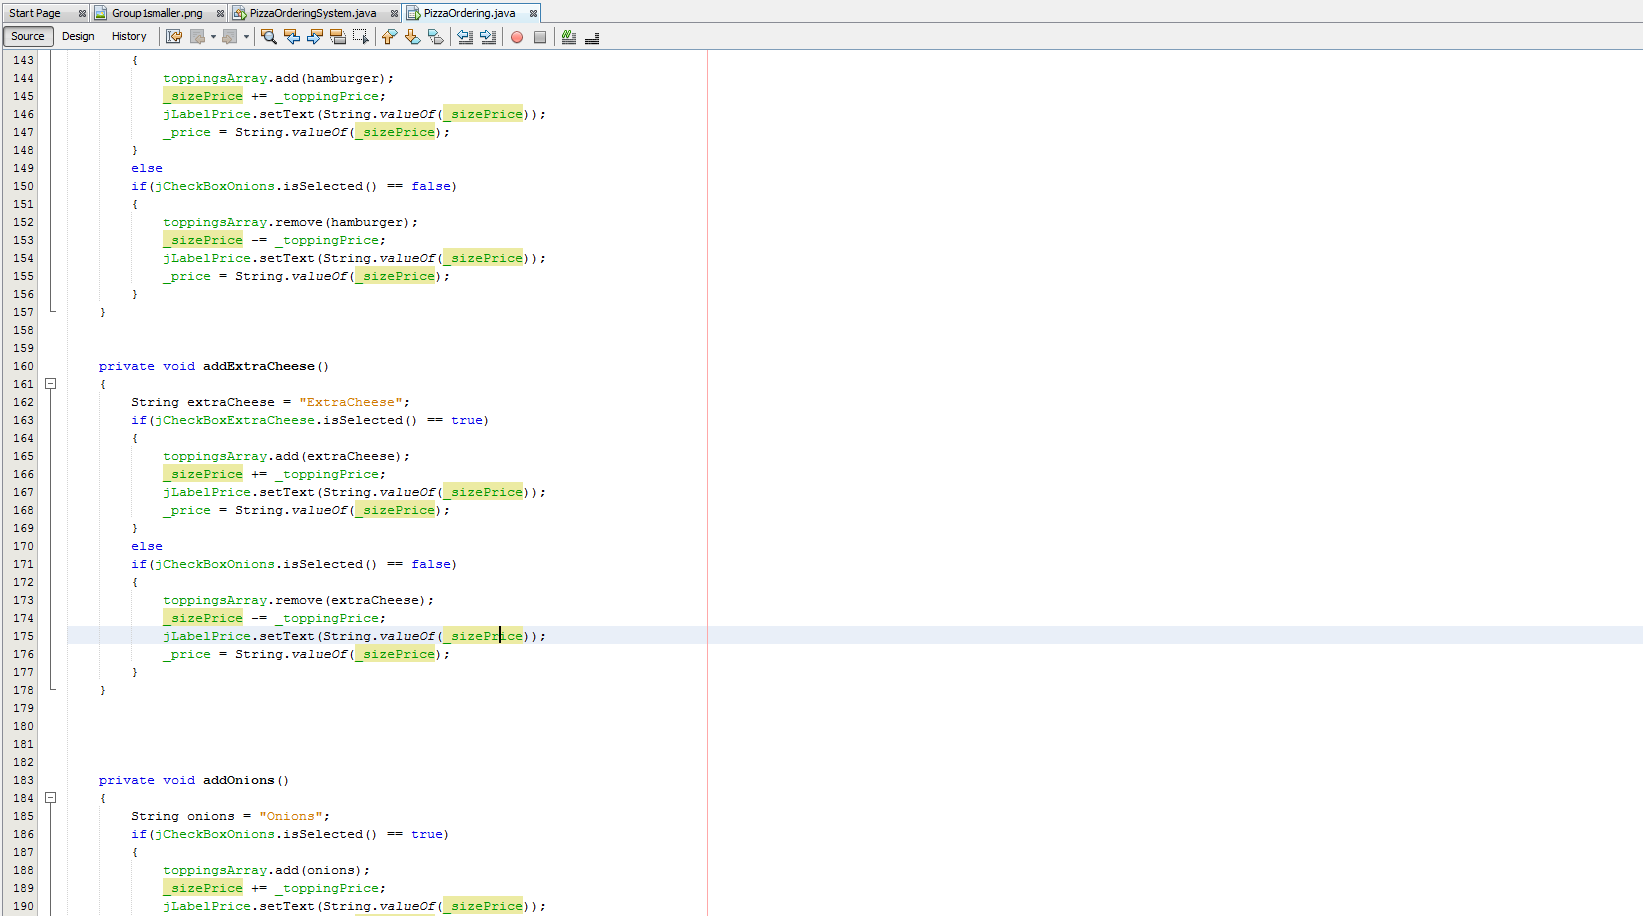 Start Page Group1smaller.png PizzaOrderingSystem.java PizzaOrdering.java
Source Design History
143 {
144 toppingsArray.add(hamburger);
145 _sizePrice += _toppingPrice;
146 jLabelPrice.setText(String.valueOf(_sizePrice));
147 _price = String.valueOf(_sizePrice);
148 }
149 else
150 if(jCheckBoxOnions.isSelected() == false)
151 {
152 toppingsArray.remove(hamburger);
153 _sizePrice -= _toppingPrice;
154 jLabelPrice.setText(String.valueOf(_sizePrice));
155 _price = String.valueOf(_sizePrice);
156 }
157 }
158
159
160 private void addExtraCheese()
161 {
162 String extraCheese = "ExtraCheese";
163 if(jCheckBoxExtraCheese.isSelected() == true)
164 {
165 toppingsArray.add(extraCheese);
166 _sizePrice += _toppingPrice;
167 jLabelPrice.setText(String.valueOf(_sizePrice));
168 _price = String.valueOf(_sizePrice);
169 }
170 else
171 if(jCheckBoxOnions.isSelected() == false)
172 {
173 toppingsArray.remove(extraCheese);
174 _sizePrice -= _toppingPrice;
175 jLabelPrice.setText(String.valueOf(_sizePrice));
176 _price = String.valueOf(_sizePrice);
177 }
178 }
179
180
181
182
183 private void addOnions()
184 {
185 String onions = "Onions";
186 if(jCheckBoxOnions.isSelected() == true)
187 {
188 toppingsArray.add(onions);
189 _sizePrice += _toppingPrice;
190 jLabelPrice.setText(String.valueOf(_sizePrice));